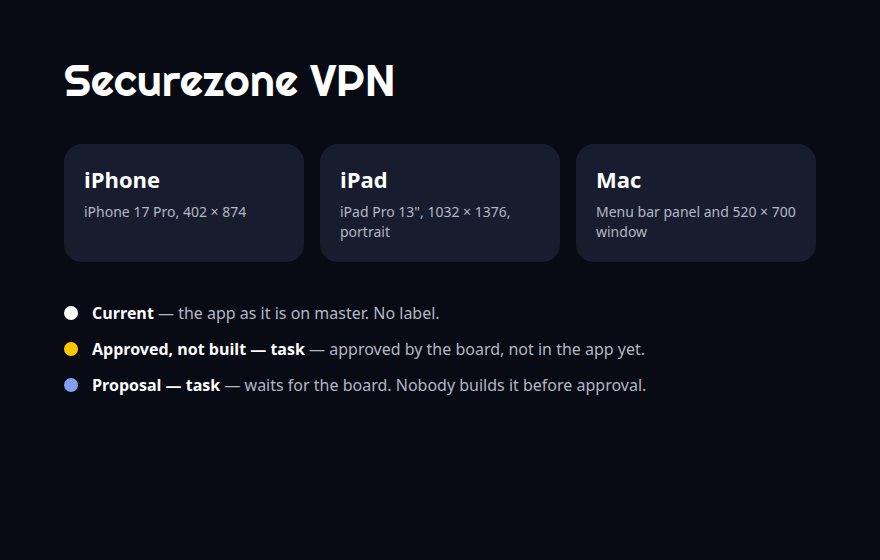 Securezone VPN
iPhone
iPhone 17 Pro, 402 × 874
iPad
iPad Pro 13", 1032 × 1376,
portrait
Mac
Menu bar panel and 520 × 700
window
Current — the app as it is on master. No label.
Approved, not built — task — approved by the board, not in the app yet.
Proposal — task — waits for the board. Nobody builds it before approval.